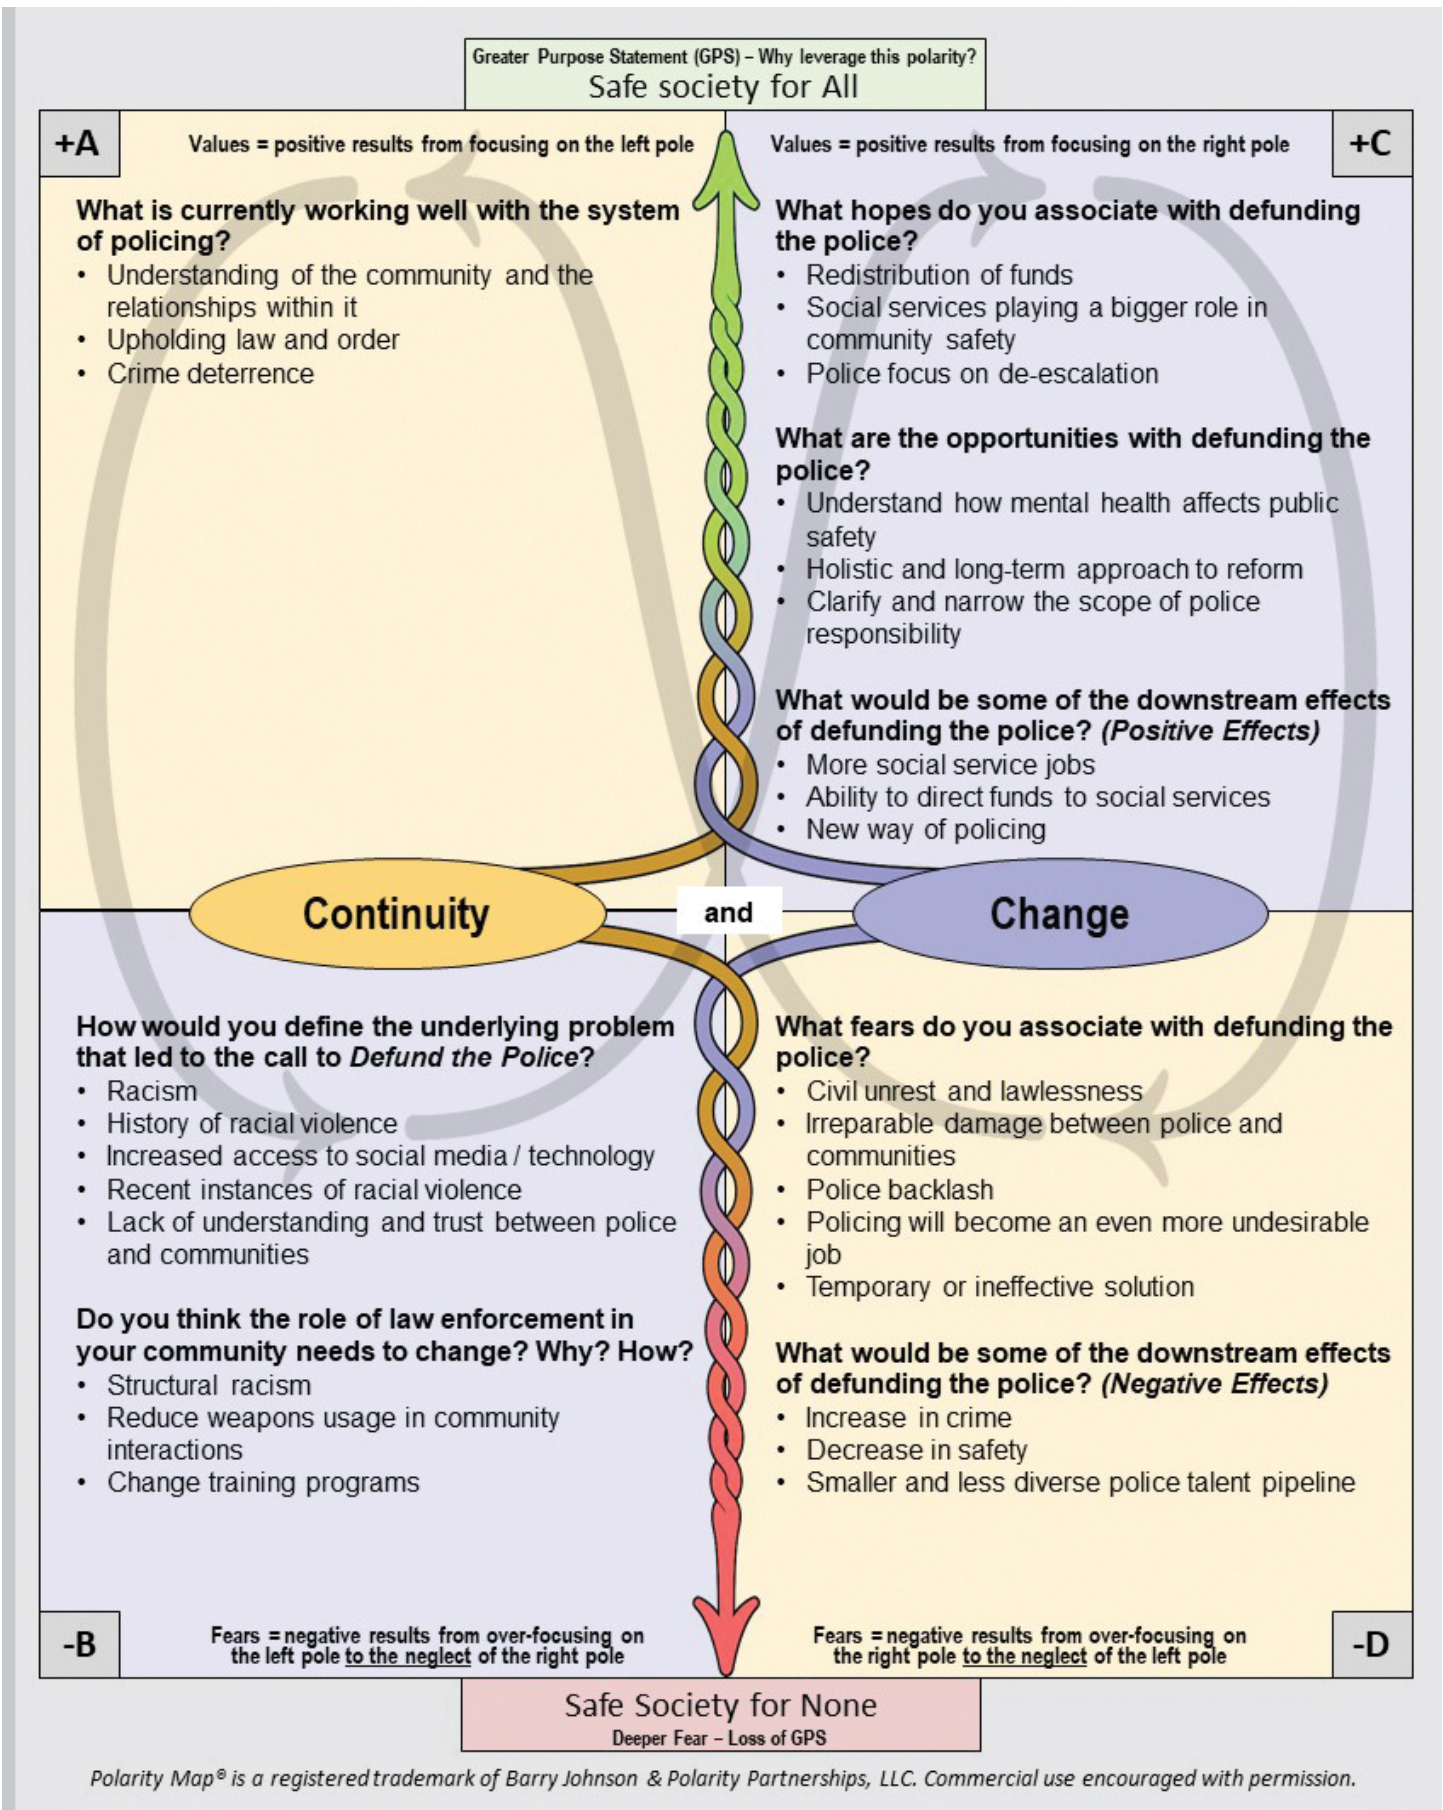 Greater Purpose Statement (GPS) – Why leverage this polarity?
Safe society for All
+A
Values = positive results from focusing on the left pole
What is currently working well with the system
of policing?
• Understanding of the community and the
relationships within it
• Upholding law and order
• Crime deterrence
Values = positive results from focusing on the right pole
+C
What hopes do you associate with defunding
the police?
• Redistribution of funds
• Social services playing a bigger role in
community safety
• Police focus on de-escalation
What are the opportunities with defunding the
police?
• Understand how mental health affects public
safety
• Holistic and long-term approach to reform
• Clarify and narrow the scope of police
responsibility
What would be some of the downstream effects
of defunding the police? (Positive Effects)
• More social service jobs
• Ability to direct funds to social services
• New way of policing
Continuity
and
Change
How would you define the underlying problem
that led to the call to Defund the Police?
• Racism
• History of racial violence
• Increased access to social media / technology
• Recent instances of racial violence
• Lack of understanding and trust between police
and communities
Do you think the role of law enforcement in
your community needs to change? Why? How?
• Structural racism
• Reduce weapons usage in community
interactions
• Change training programs
-B
Fears = negative results from over-focusing on
the left pole to the neglect of the right pole
What fears do you associate with defunding the
police?
• Civil unrest and lawlessness
• Irreparable damage between police and
communities
• Police backlash
• Policing will become an even more undesirable
job
• Temporary or ineffective solution
What would be some of the downstream effects
of defunding the police? (Negative Effects)
• Increase in crime
• Decrease in safety
• Smaller and less diverse police talent pipeline
Fears = negative results from over-focusing on
the right pole to the neglect of the left pole
-D
Safe Society for None
Deeper Fear – Loss of GPS
Polarity Map® is a registered trademark of Barry Johnson & Polarity Partnerships, LLC. Commercial use encouraged with permission.